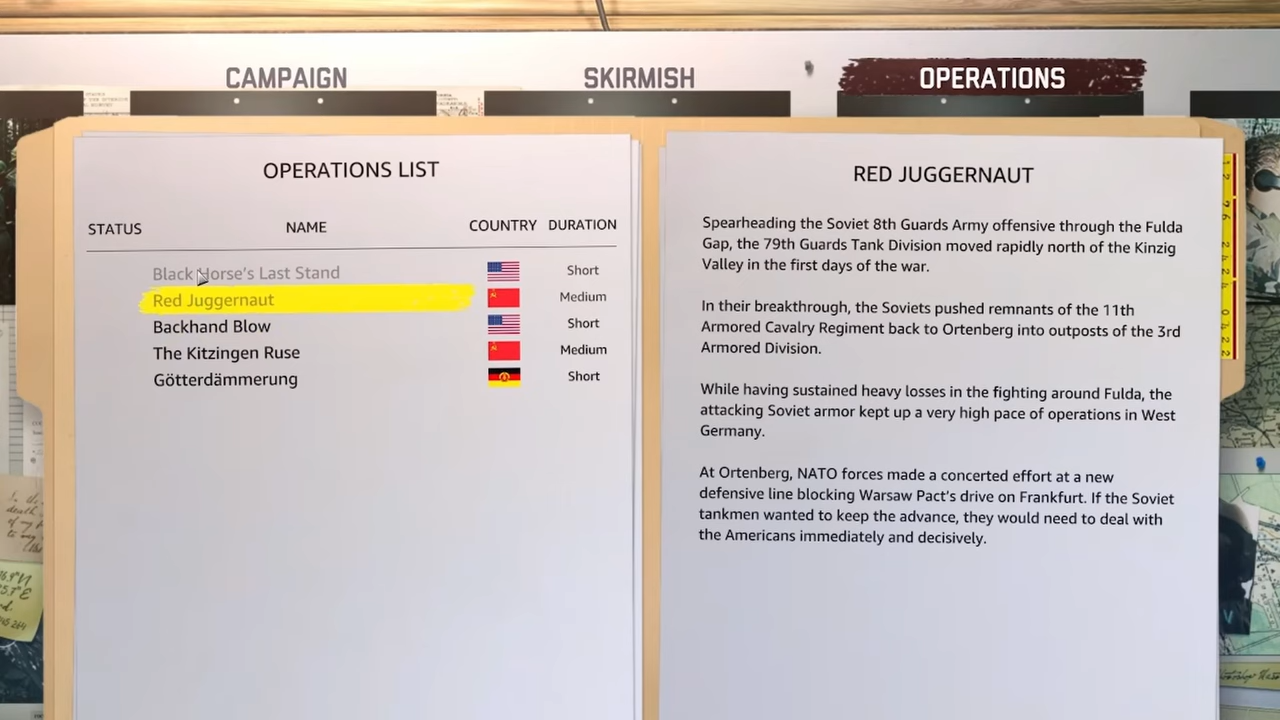 CAMPAIGN
SKIRMISH
OPERATIONS
OPERATIONS LIST
STATUS NAME COUNTRY DURATION
Black Horse's Last Stand Short
Red Juggernaut Medium
Backhand Blow Short
The Kitzingen Ruse Medium
Götterdämmerung Short
RED JUGGERNAUT
Spearheading the Soviet 8th Guards Army offensive through the Fulda
Gap, the 79th Guards Tank Division moved rapidly north of the Kinzig
Valley in the first days of the war.
In their breakthrough, the Soviets pushed remnants of the 11th
Armored Cavalry Regiment back to Ortenberg into outposts of the 3rd
Armored Division.
While having sustained heavy losses in the fighting around Fulda, the
attacking Soviet armor kept up a very high pace of operations in West
Germany.
At Ortenberg, NATO forces made a concerted effort at a new
defensive line blocking Warsaw Pact's drive on Frankfurt. If the Soviet
tankmen wanted to keep the advance, they would need to deal with
the Americans immediately and decisively.